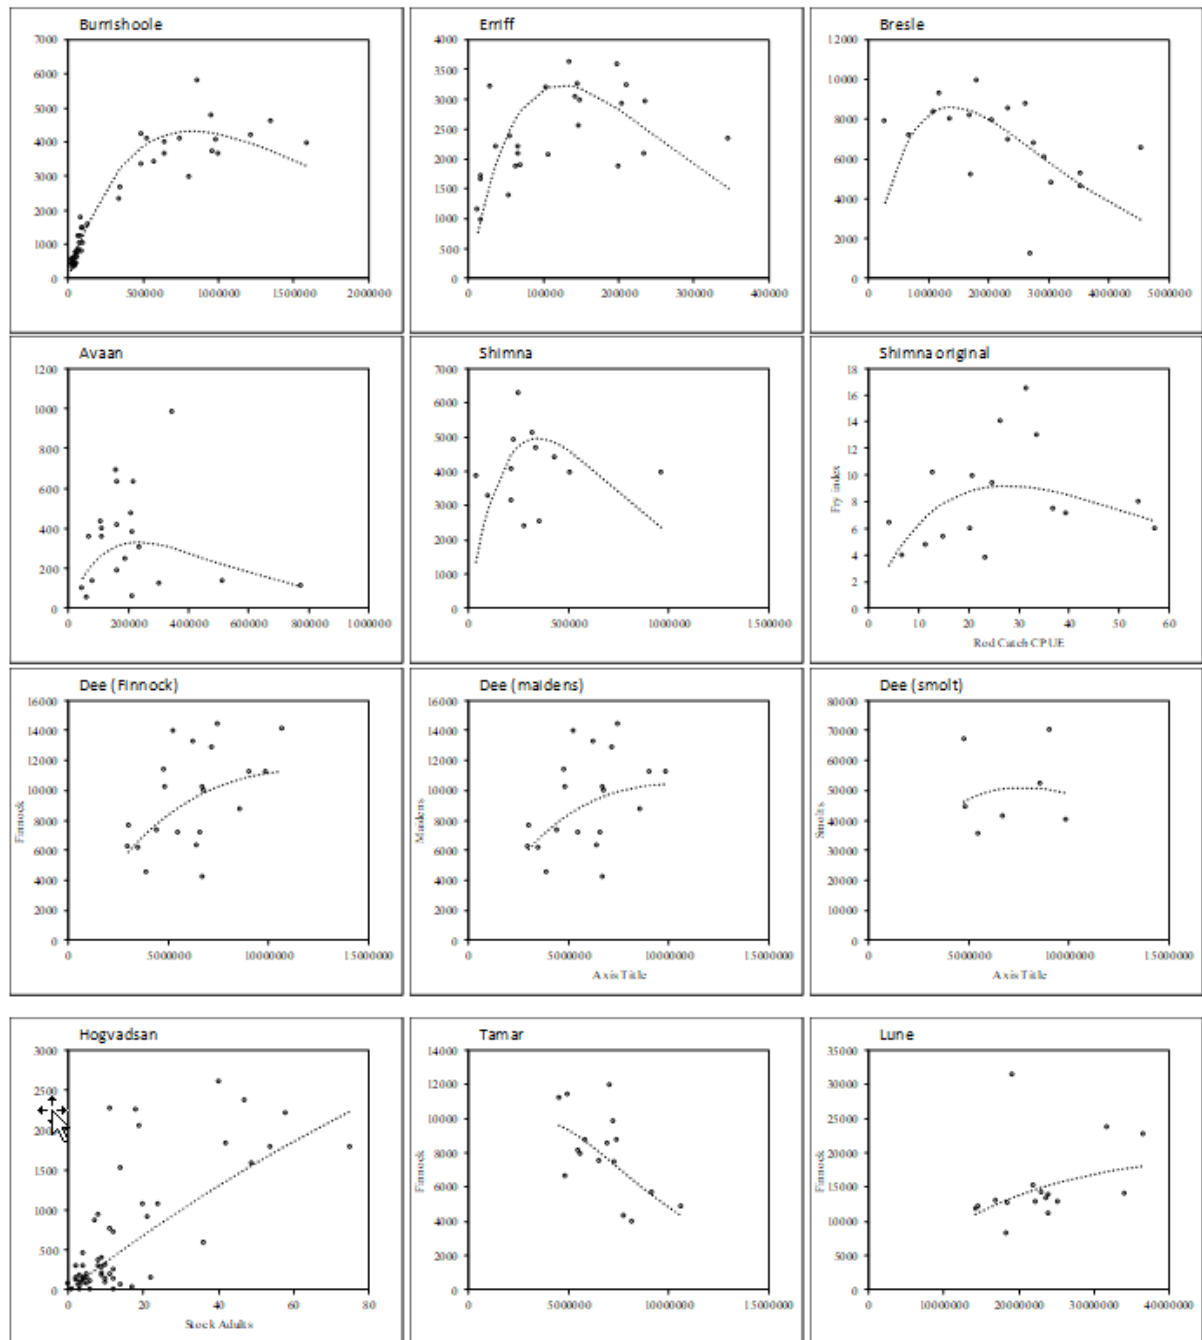 Burrishoole
7000
6000
5000
4000
3000
2000
1000
0
0 500000 1000000 1500000 2000000
Erriff
4000
3500
3000
2500
2000
1500
1000
500
0
0 100000 200000 300000 400000
Bresle
12000
10000
8000
6000
4000
2000
0
0 1000000 2000000 3000000 4000000 5000000
Avaan
1200
1000
800
600
400
200
0
0 200000 400000 600000 800000 1000000
Shimna
7000
6000
5000
4000
3000
2000
1000
0
0 500000 1000000 1500000
Shimna original
18
16
14
12
10
8
6
4
2
0
Fry index
0 10 20 30 40 50 60
Rod Catch CPUE
Dee (Finnock)
16000
14000
12000
10000
8000
6000
4000
2000
0
Finnock
0 5000000 10000000 15000000
Dee (maidens)
16000
14000
12000
10000
8000
6000
4000
2000
0
Maidens
0 5000000 10000000 15000000
Axis Title
Dee (smolt)
80000
70000
60000
50000
40000
30000
20000
10000
0
Smolts
0 5000000 10000000 15000000
Axis Title
Hogvadsan
3000
2500
2000
1500
1000
500
0
0 20 40 60 80
Stock Adults
Tamar
14000
12000
10000
8000
6000
4000
2000
0
Finnock
0 5000000 10000000 15000000
Lune
35000
30000
25000
20000
15000
10000
5000
0
Finnock
0 10000000 20000000 30000000 40000000